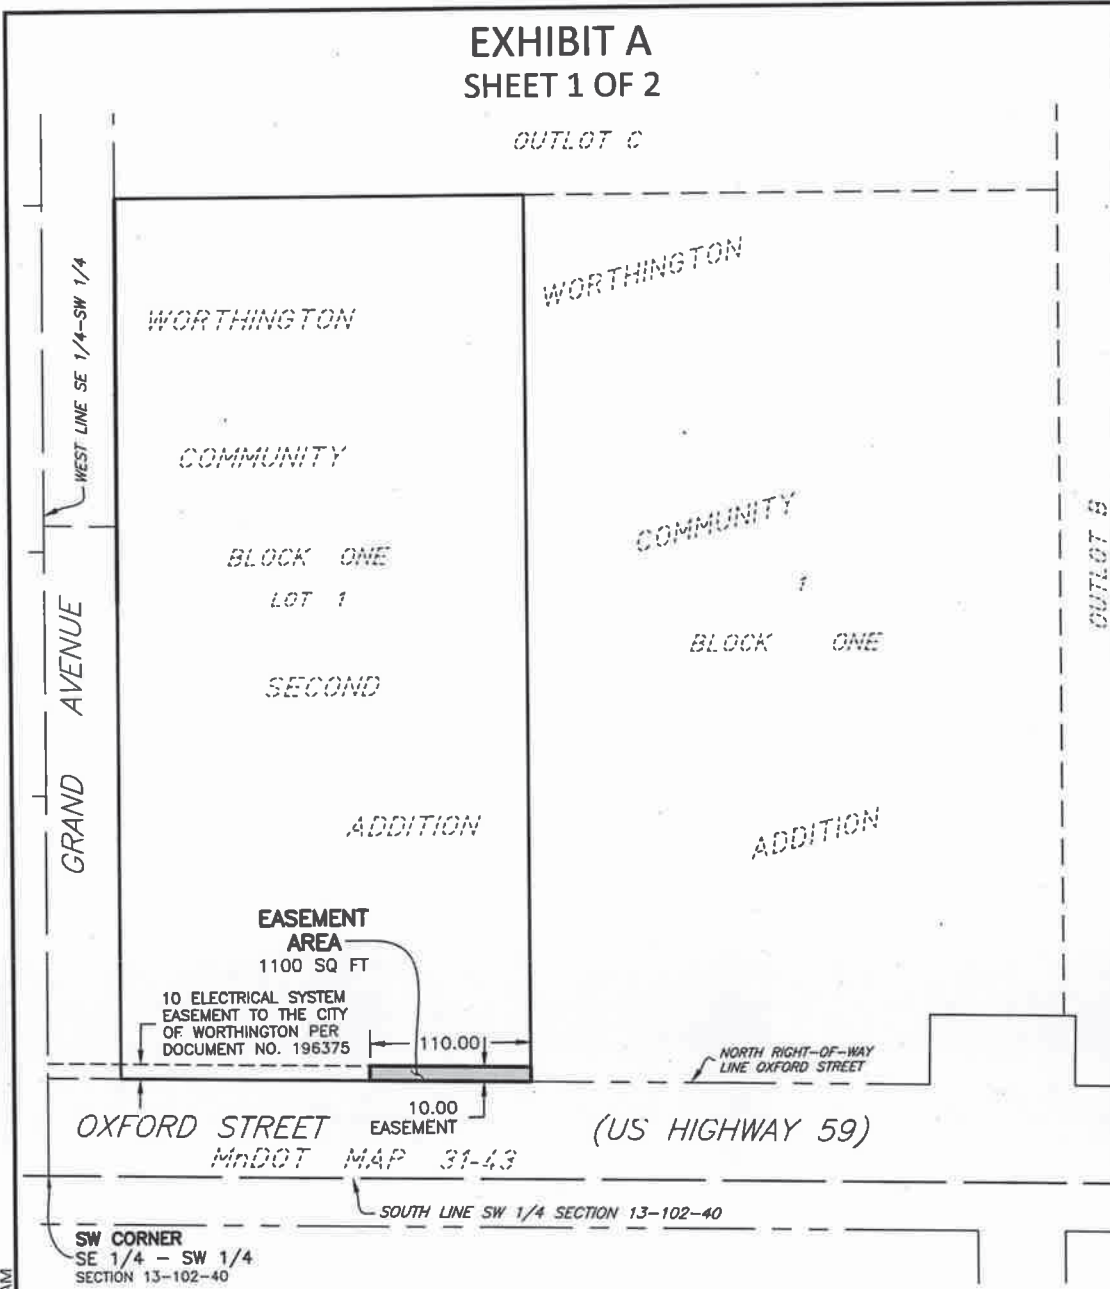 EXHIBIT A
SHEET 1 OF 2
OUTLOT C
WEST LINE SE 1/4-SW 1/4
WORTHINGTON
COMMUNITY
BLOCK ONE
LOT 1
SECOND
ADDITION
WORTHINGTON
COMMUNITY
1
BLOCK ONE
ADDITION
OUTLOT B
GRAND AVENUE
EASEMENT
AREA
1100 SQ FT
10 ELECTRICAL SYSTEM
EASEMENT TO THE CITY
OF WORTHINGTON PER
DOCUMENT NO. 196375
110.00
NORTH RIGHT-OF-WAY
LINE OXFORD STREET
10.00
EASEMENT
OXFORD STREET
(US HIGHWAY 59)
MnDOT MAP 31-43
SOUTH LINE SW 1/4 SECTION 13-102-40
SW CORNER
SE 1/4 - SW 1/4
SECTION 13-102-40